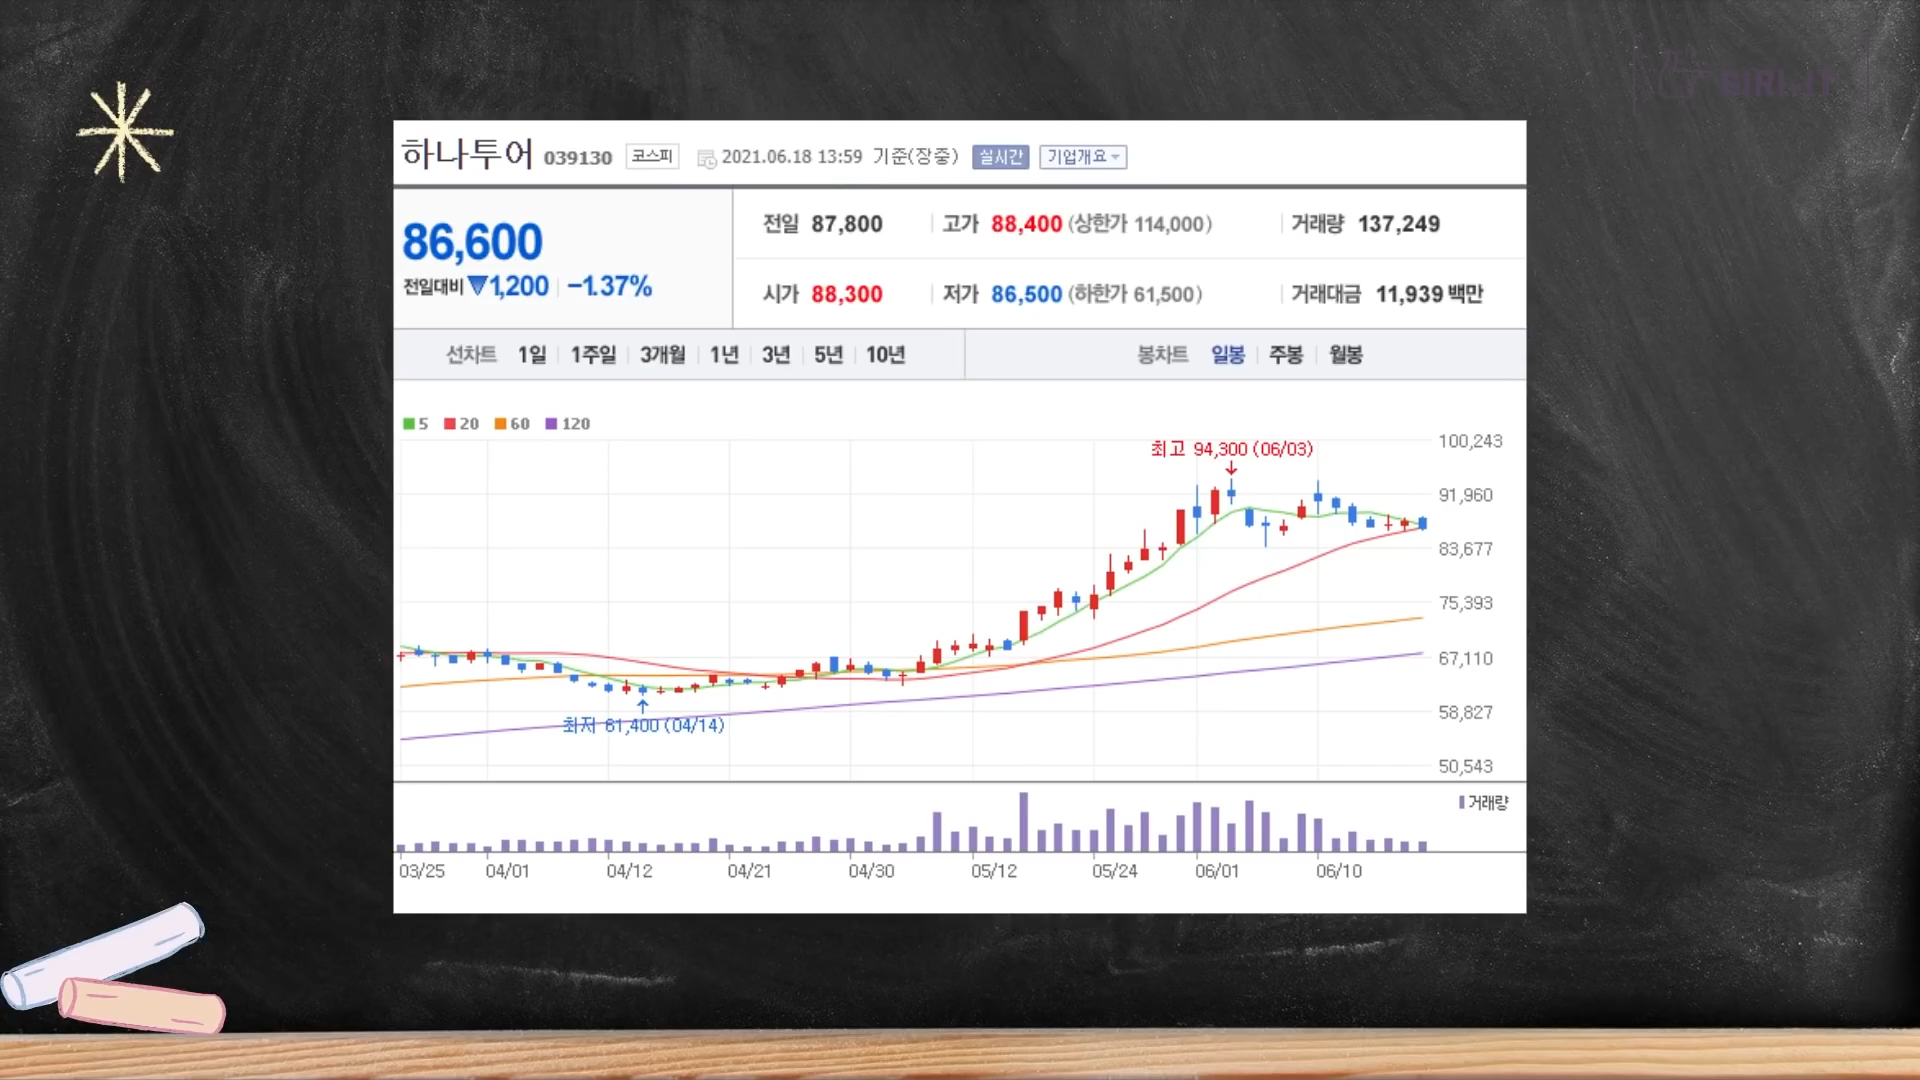 하나투어 039130 코스피 2021.06.18 13:59 기준(장중) 실시간 기업개요
86,600
전일대비 ▼1,200 -1.37%
전일 87,800 고가 88,400 (상한가 114,000) 거래량 137,249
시가 88,300 저가 86,500 (하한가 61,500) 거래대금 11,939 백만
선차트 1일 1주일 3개월 1년 3년 5년 10년 봉차트 일봉 주봉 월봉
5 20 60 120
최고 94,300 (06/03)
100,243
91,960
83,677
75,393
67,110
58,827
50,543
최저 61,400 (04/14)
거래량
03/25 04/01 04/12 04/21 04/30 05/12 05/24 06/01 06/10